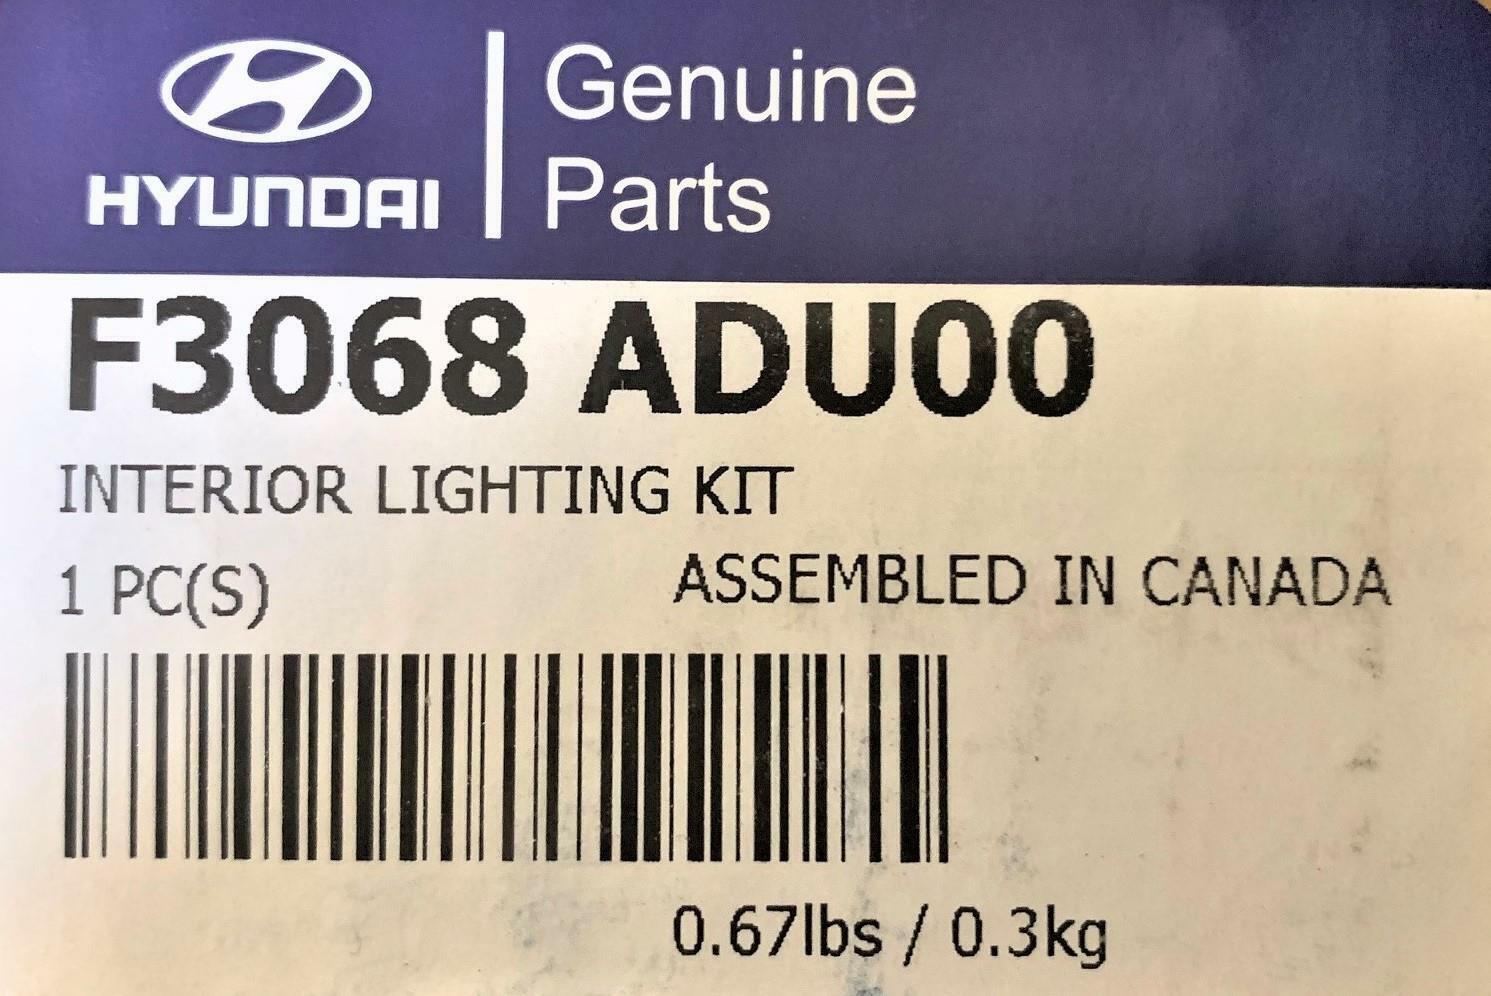 HYUNDAI
Genuine
Parts
F3068 ADU00
INTERIOR LIGHTING KIT
1 PC(S) ASSEMBLED IN CANADA
0.67lbs / 0.3kg